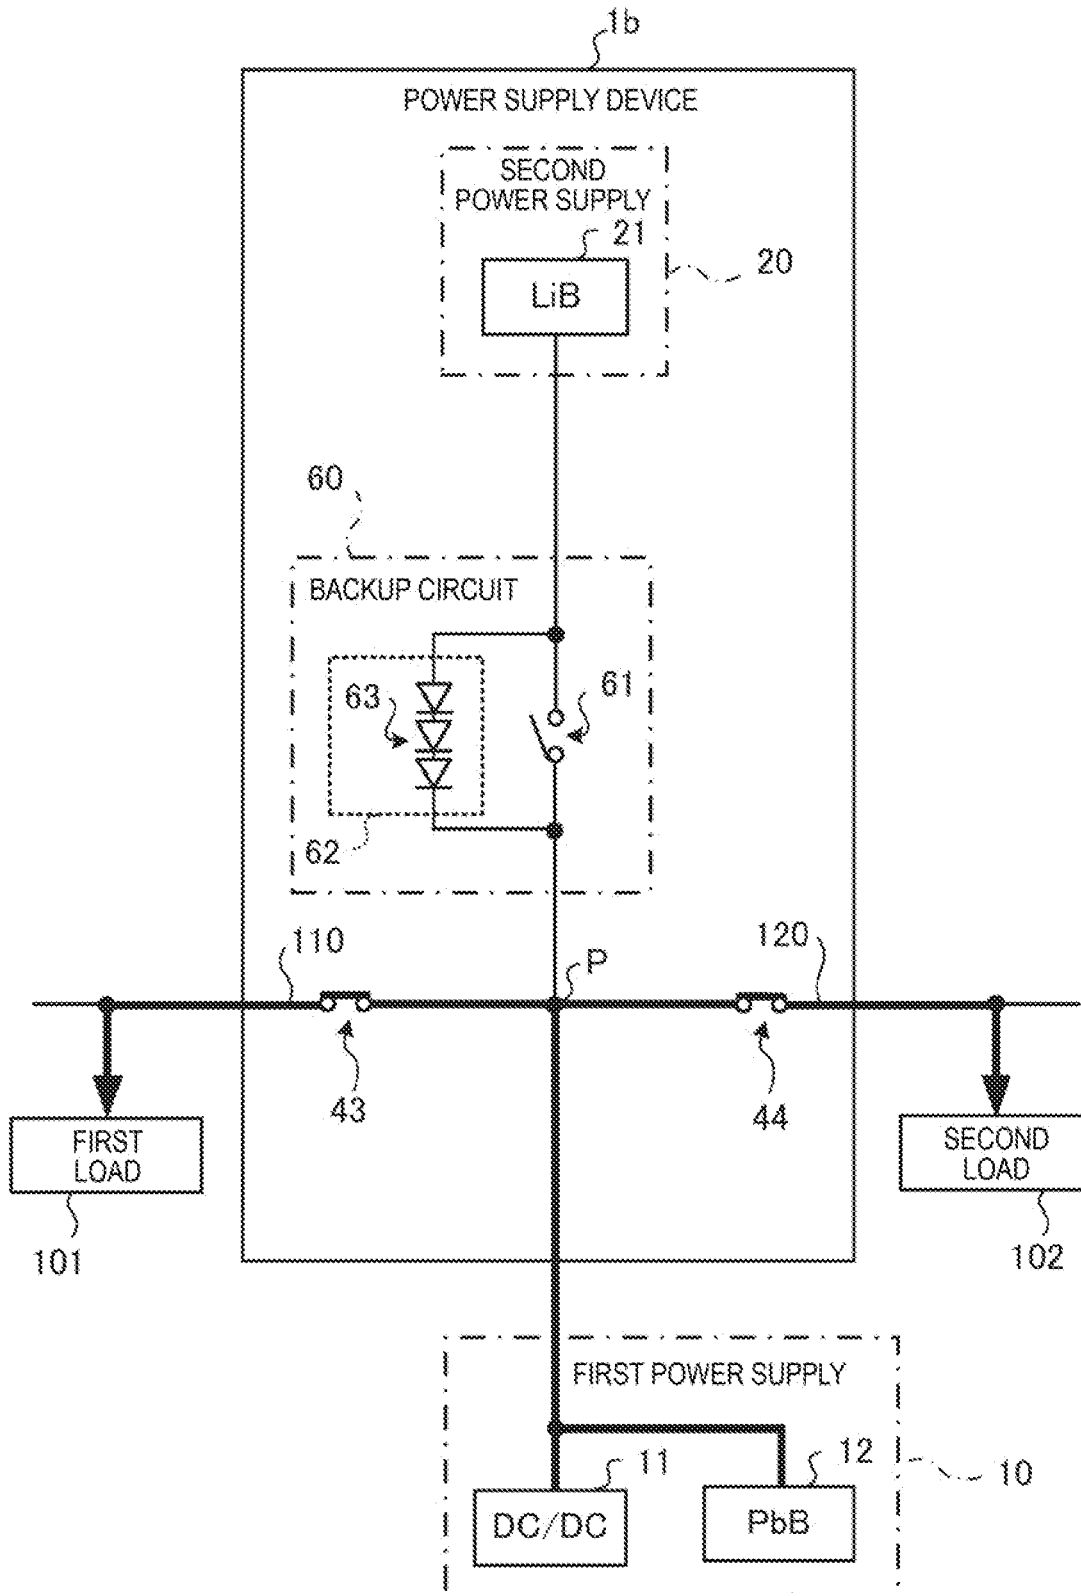 1b
POWER SUPPLY DEVICE
SECOND
POWER SUPPLY
21
LiB
20
60
BACKUP CIRCUIT
63
61
62
110
P
120
43
44
FIRST
LOAD
SECOND
LOAD
101
102
FIRST POWER SUPPLY
11
12
10
DC/DC
PbB